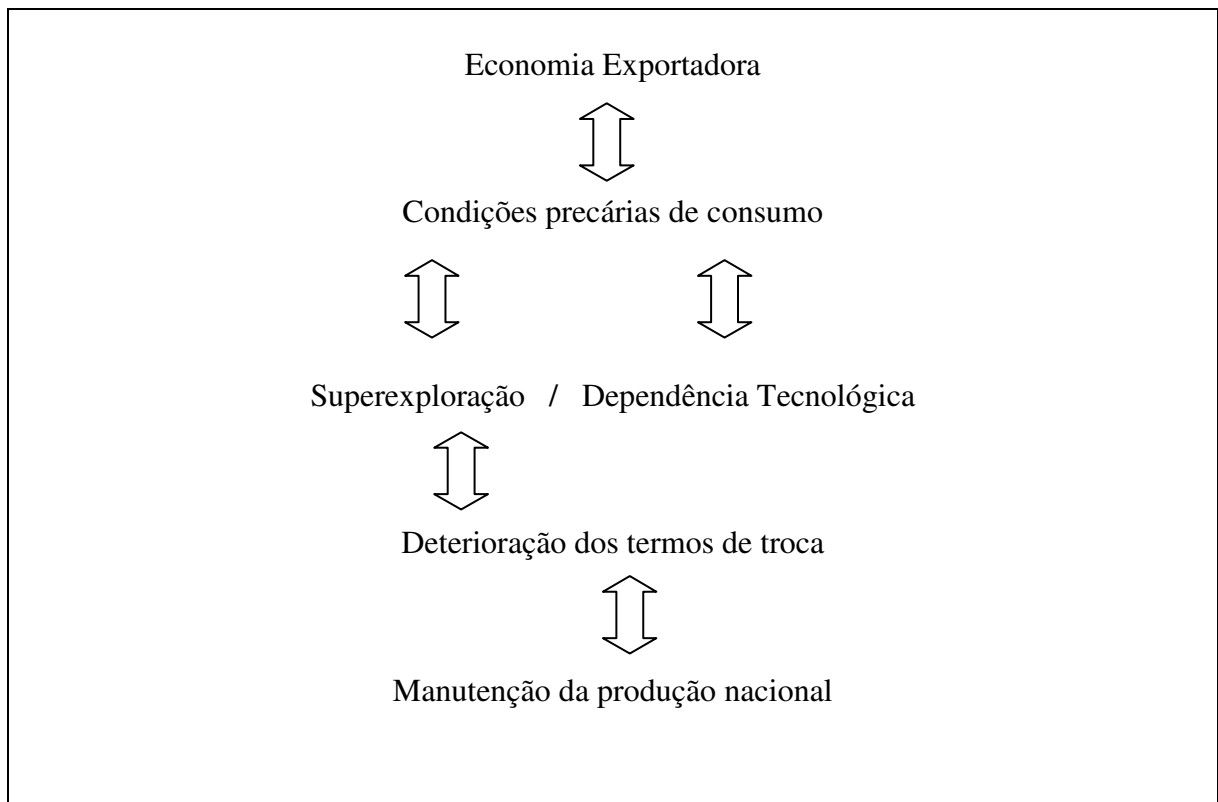 Economia Exportadora
Condições precárias de consumo
Superexploração / Dependência Tecnológica
Deterioração dos termos de troca
Manutenção da produção nacional